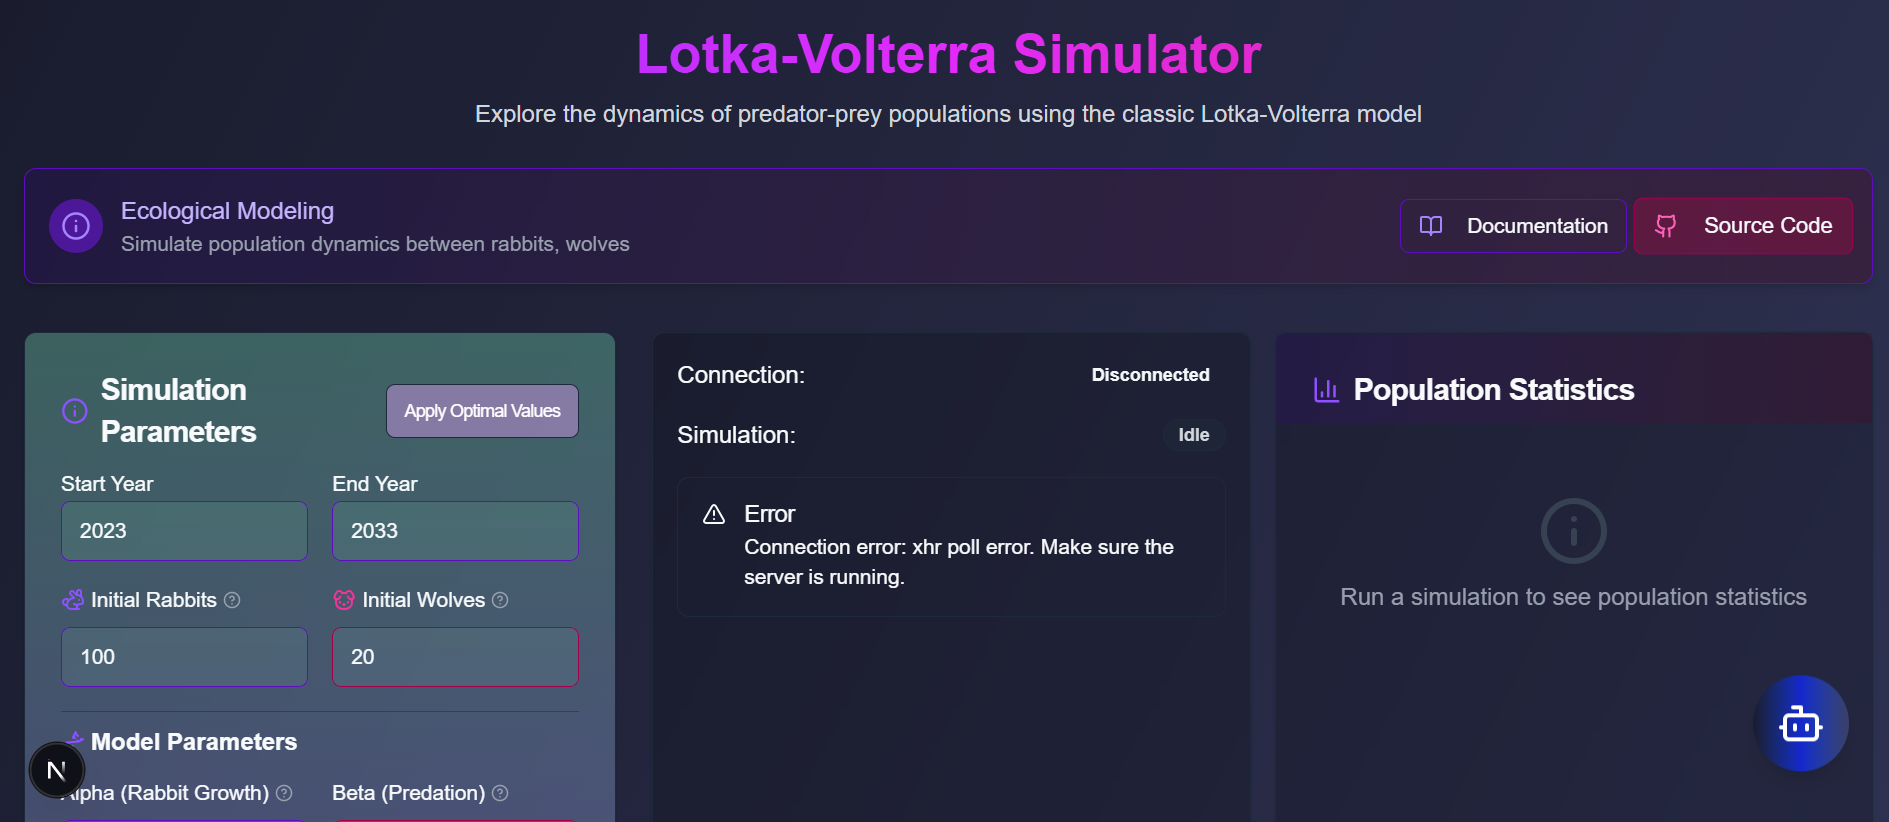 Lotka-Volterra Simulator
Explore the dynamics of predator-prey populations using the classic Lotka-Volterra model
Ecological Modeling
Simulate population dynamics between rabbits, wolves
Documentation
Source Code
Simulation
Parameters
Apply Optimal Values
Start Year
End Year
2023
2033
Initial Rabbits
Initial Wolves
100
20
Model Parameters
Alpha (Rabbit Growth)
Beta (Predation)
N
Connection:
Disconnected
Simulation:
Idle
Error
Connection error: xhr poll error. Make sure the
server is running.
Population Statistics
Run a simulation to see population statistics